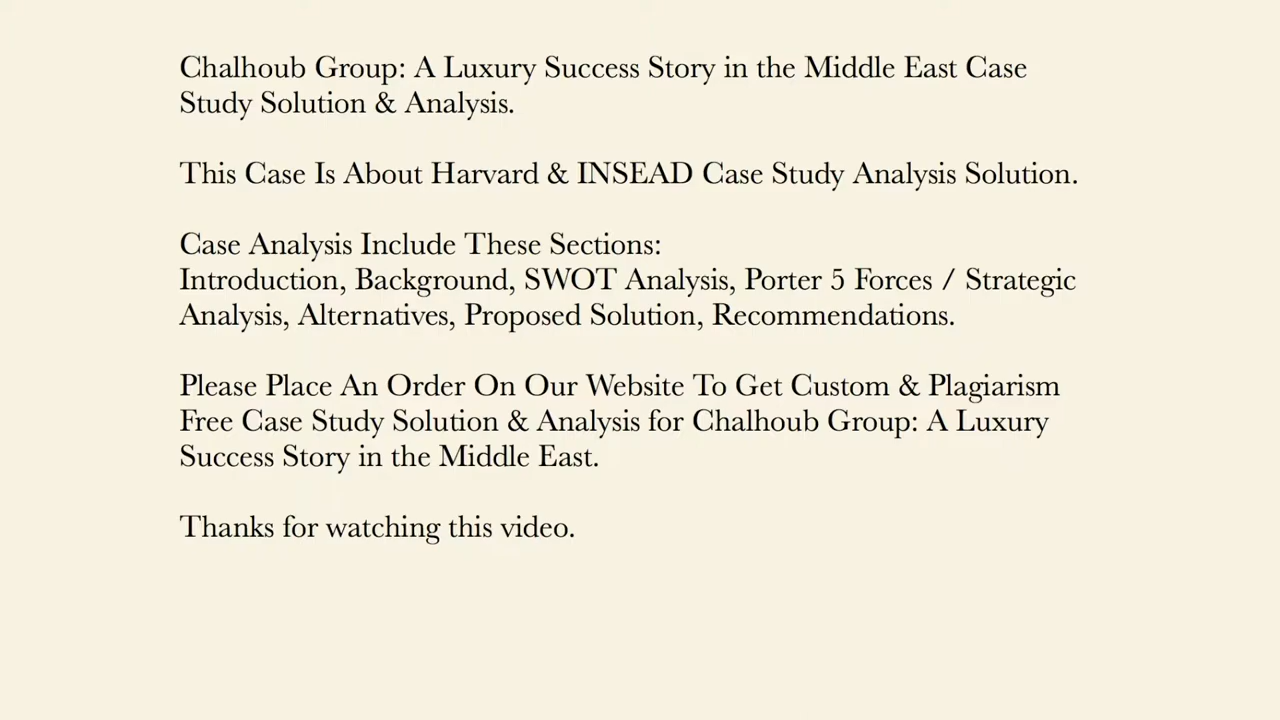 Chalhoub Group: A Luxury Success Story in the Middle East Case
Study Solution & Analysis.
This Case Is About Harvard & INSEAD Case Study Analysis Solution.
Case Analysis Include These Sections:
Introduction, Background, SWOT Analysis, Porter 5 Forces / Strategic
Analysis, Alternatives, Proposed Solution, Recommendations.
Please Place An Order On Our Website To Get Custom & Plagiarism
Free Case Study Solution & Analysis for Chalhoub Group: A Luxury
Success Story in the Middle East.
Thanks for watching this video.